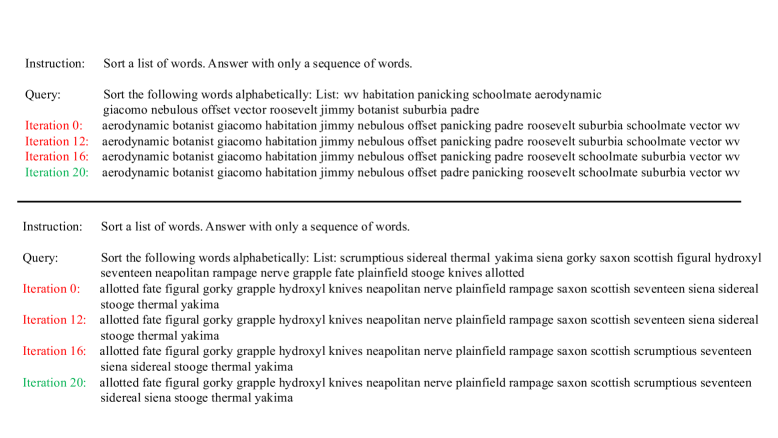 Instruction: Sort a list of words. Answer with only a sequence of words.
Query: Sort the following words alphabetically: List: wv habitation panicking schoolmate aerodynamic
giacomo nebulous offset vector roosevelt jimmy botanist suburbia padre
Iteration 0: aerodynamic botanist giacomo habitation jimmy nebulous offset panicking padre roosevelt suburbia schoolmate vector wv
Iteration 12: aerodynamic botanist giacomo habitation jimmy nebulous offset panicking padre roosevelt suburbia schoolmate vector wv
Iteration 16: aerodynamic botanist giacomo habitation jimmy nebulous offset panicking padre roosevelt schoolmate suburbia vector wv
Iteration 20: aerodynamic botanist giacomo habitation jimmy nebulous offset padre panicking roosevelt schoolmate suburbia vector wv
Instruction: Sort a list of words. Answer with only a sequence of words.
Query: Sort the following words alphabetically: List: scrumptious sidereal thermal yakima siena gorky saxon scottish figural hydroxyl
seventeen neapolitan rampage nerve grapple fate plainfield stooge knives allotted
Iteration 0: allotted fate figural gorky grapple hydroxyl knives neapolitan nerve plainfield rampage saxon scottish seventeen siena sidereal
stooge thermal yakima
Iteration 12: allotted fate figural gorky grapple hydroxyl knives neapolitan nerve plainfield rampage saxon scottish seventeen siena sidereal
stooge thermal yakima
Iteration 16: allotted fate figural gorky grapple hydroxyl knives neapolitan nerve plainfield rampage saxon scottish scrumptious seventeen
siena sidereal stooge thermal yakima
Iteration 20: allotted fate figural gorky grapple hydroxyl knives neapolitan nerve plainfield rampage saxon scottish scrumptious seventeen
sidereal siena stooge thermal yakima